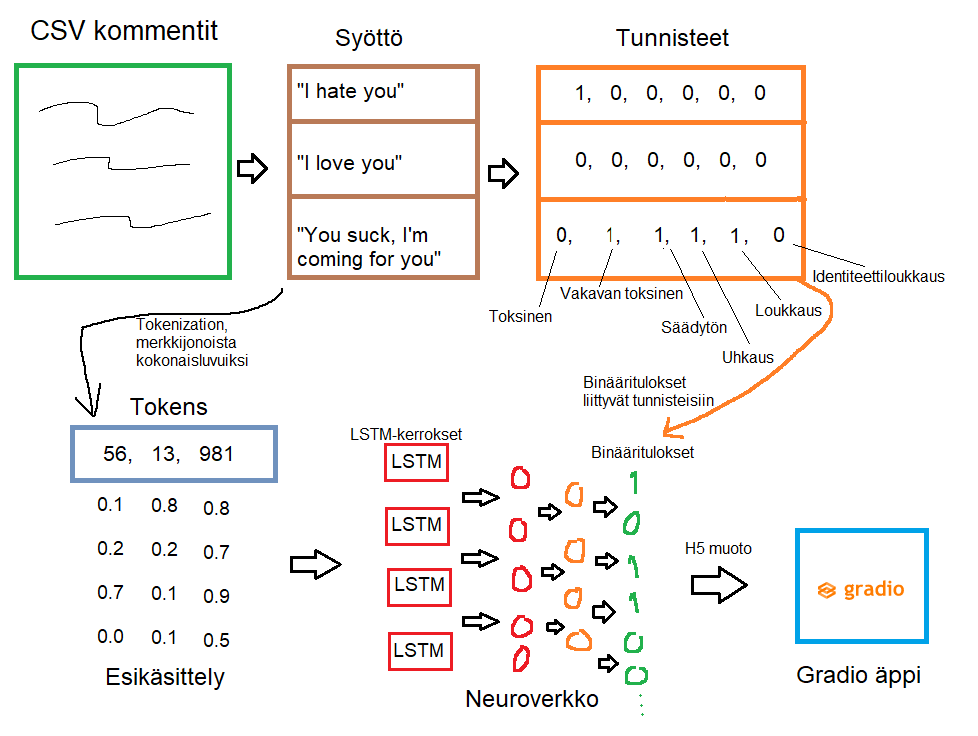 CSV kommentit
Syöttö
Tunnisteet
"I hate you"
1, 0, 0, 0, 0, 0
"I love you"
0, 0, 0, 0, 0, 0
"You suck, I'm
coming for you"
0, 1, 1, 1, 1, 0
Identiteettiloukkaus
Vakavan toksinen
Loukkaus
Toksinen
Säädytön
Uhkaus
Tokenization,
merkkijonoista
kokonaisluvuiksi
Binääritulokset
liittyvät tunnisteisiin
Tokens
56, 13, 981
0.1 0.8 0.8
0.2 0.2 0.7
0.7 0.1 0.9
0.0 0.1 0.5
Esikäsittely
LSTM-kerrokset
LSTM
LSTM
LSTM
LSTM
Neuroverkko
Binääritulokset
1
0
1
1
0
0
H5 muoto
gradio
Gradio äppi